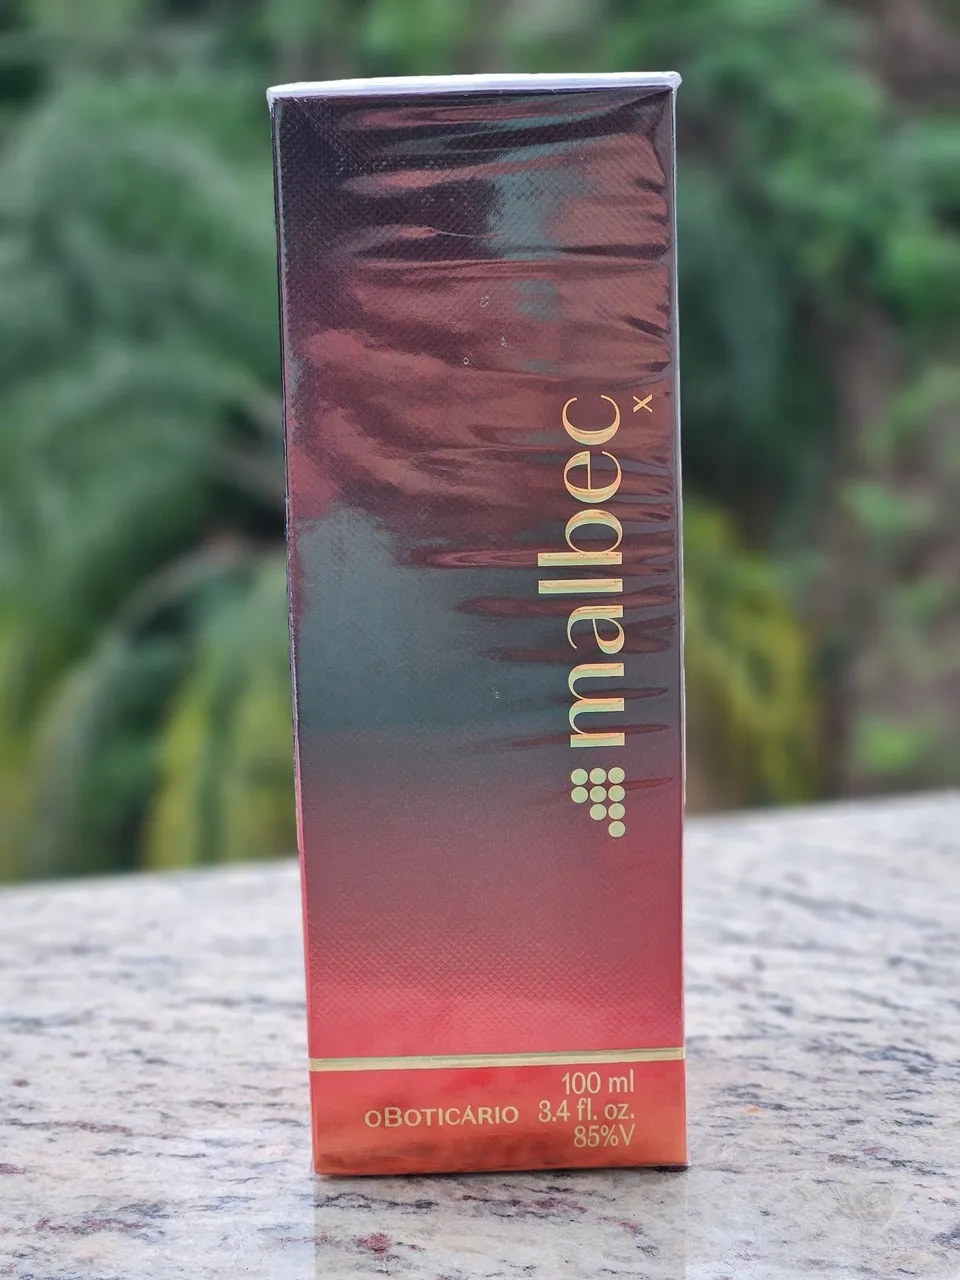 malbec
x
oBOTICÁRIO
100 ml
3.4 fl. oz.
85%V